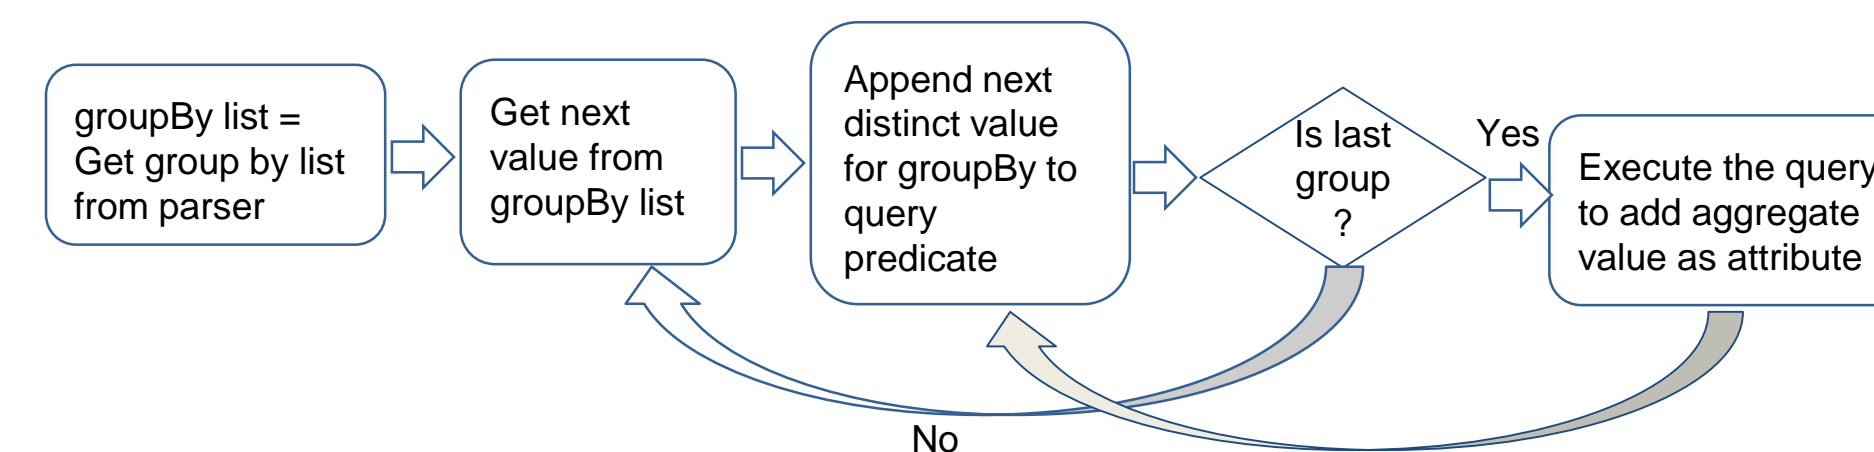 groupBy list =
Get group by list
from parser
Get next
value from
groupBy list
Append next
distinct value
for groupBy to
query
predicate
Is last
group
?
Yes
Execute the query
to add aggregate
value as attribute
No